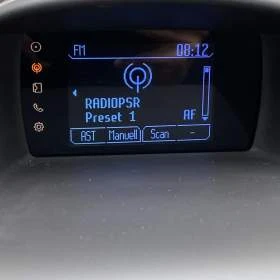 FM 08:12
RADIOPSR
Preset 1 AF
AST Manuell Scan -